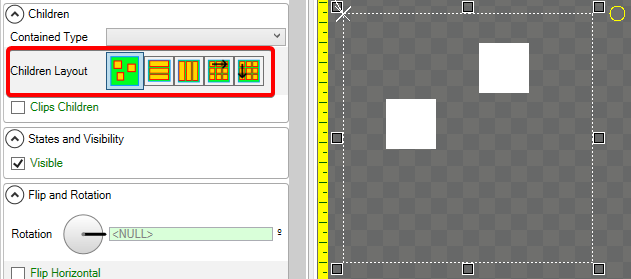 Children
Contained Type
Children Layout
Clips Children
States and Visibility
Visible
Flip and Rotation
Rotation <NULL> º
Flip Horizontal